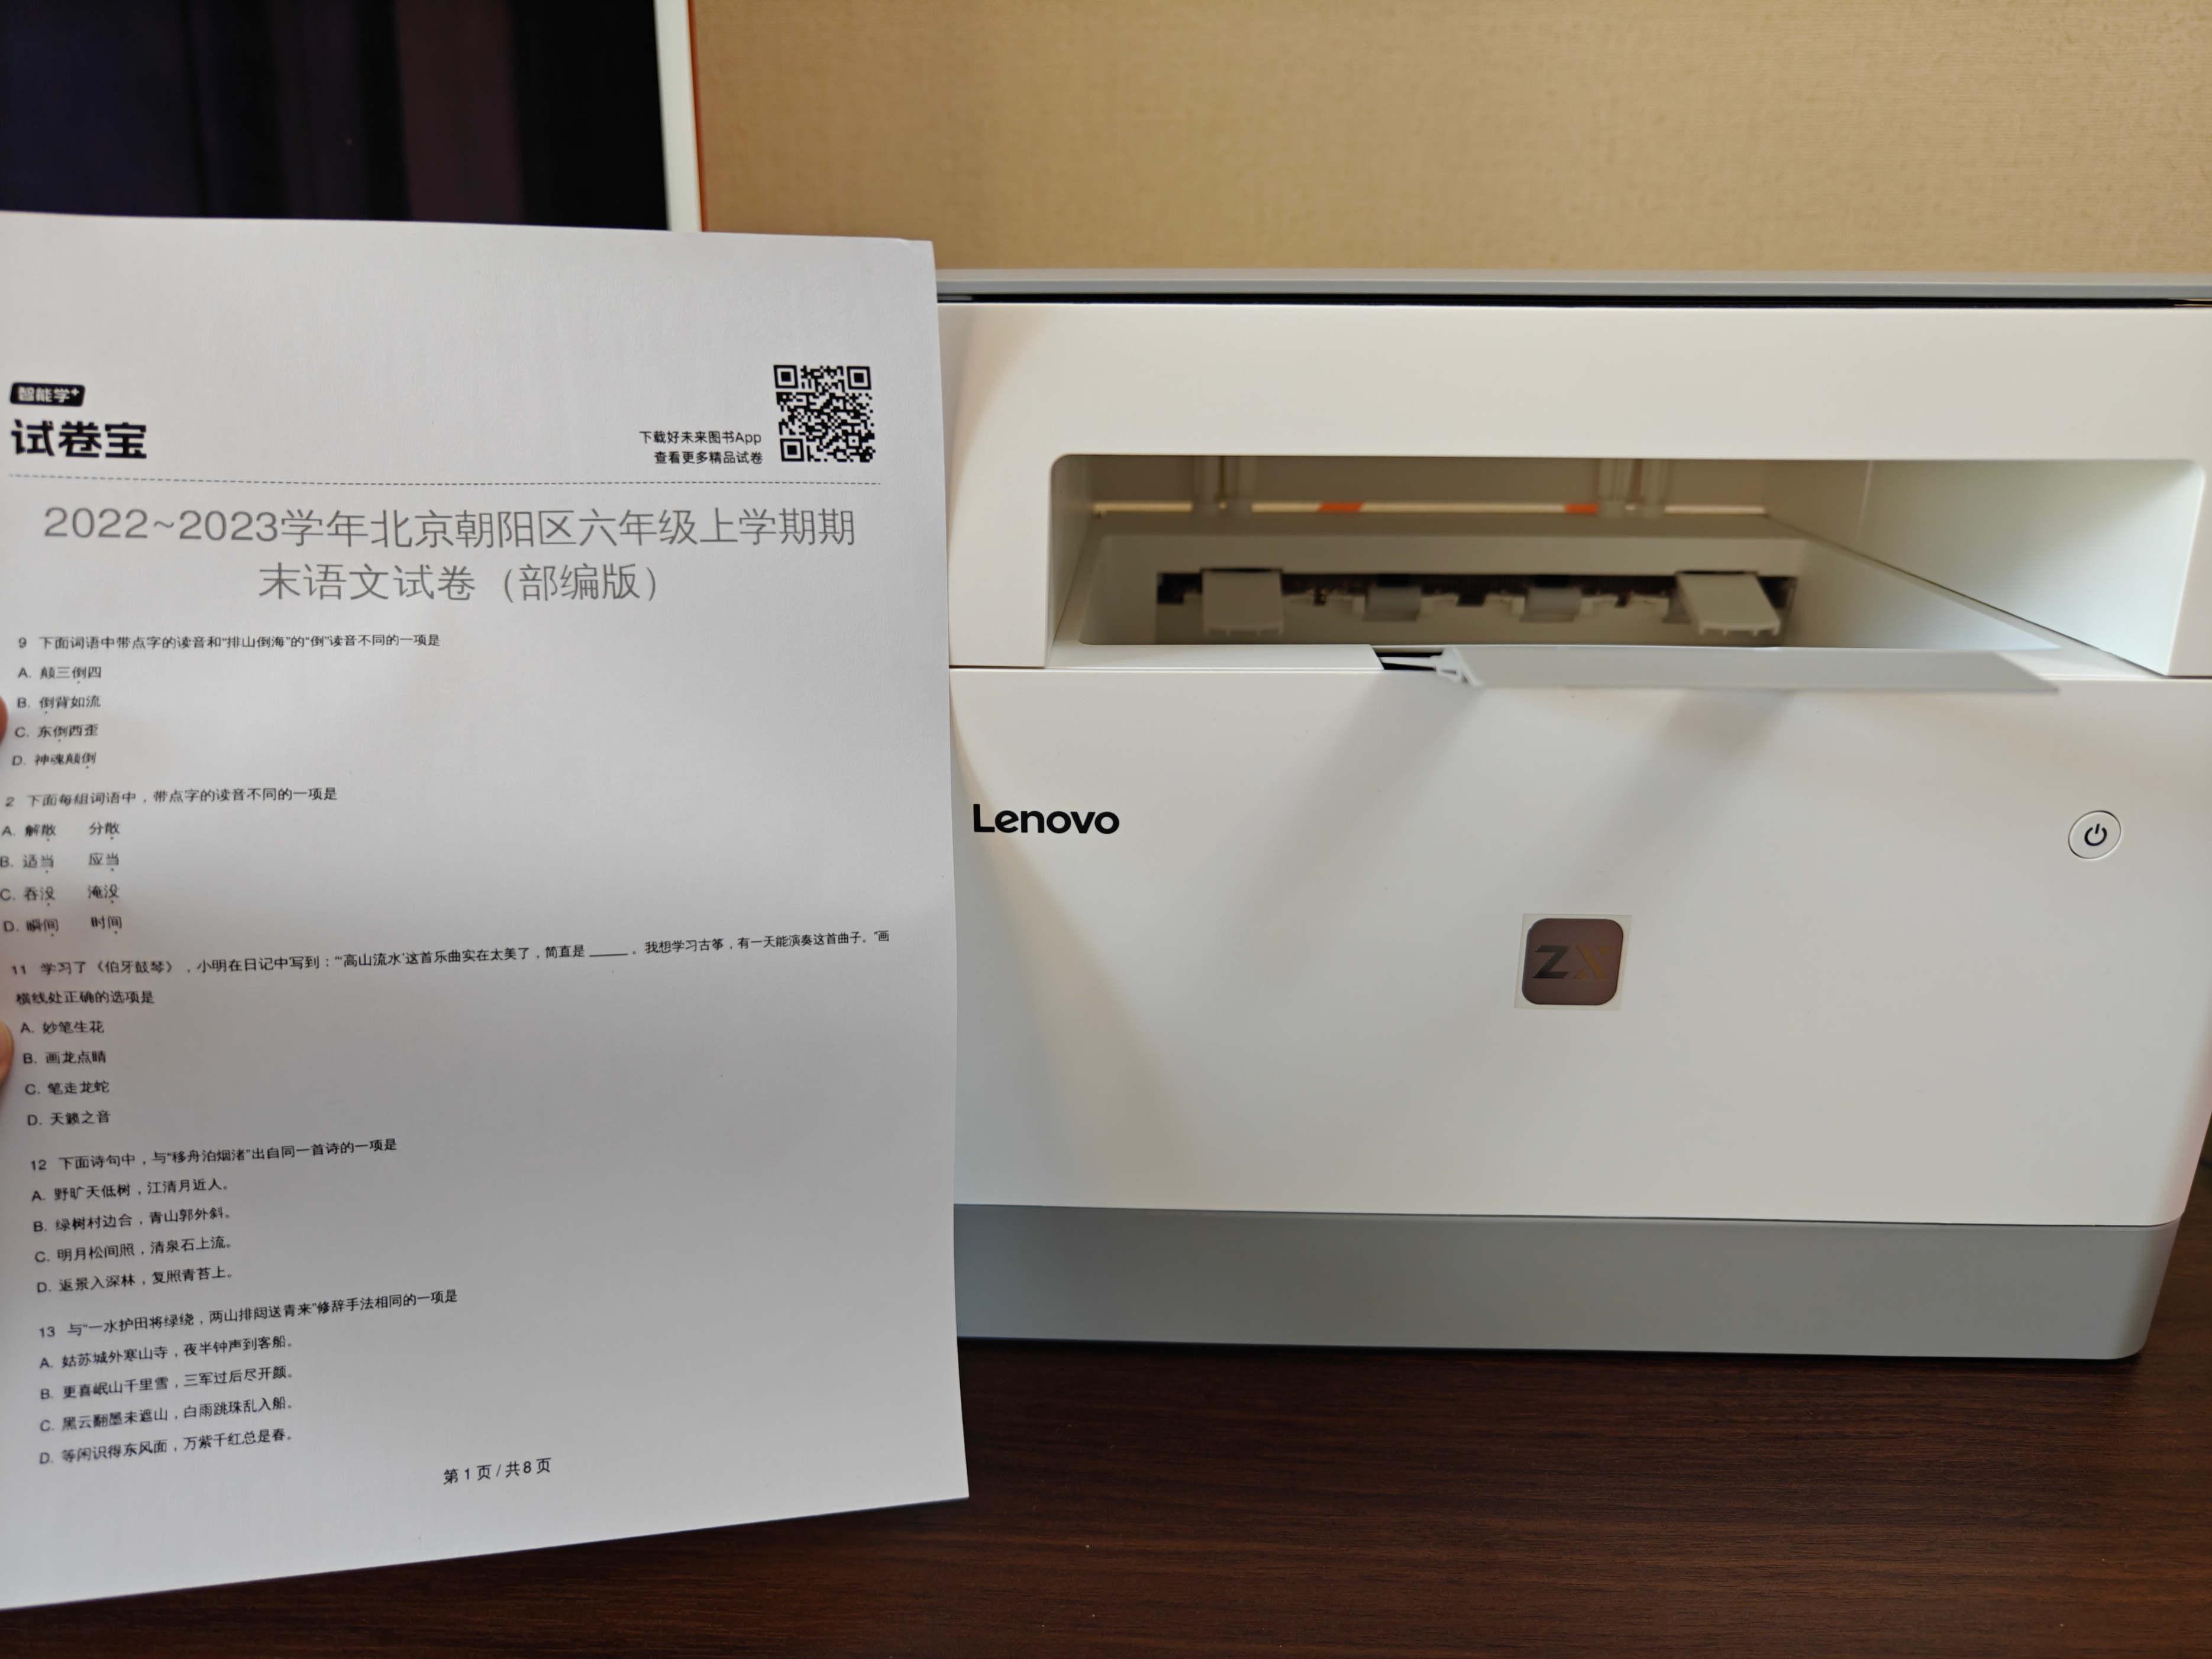 智能学+
试卷宝
下载好未来图书App
查看更多精品试卷
2022~2023学年北京朝阳区六年级上学期期
末语文试卷（部编版）
9 下面词语中带点字的读音和“排山倒海”的“倒”读音不同的一项是
A. 颠三倒四
B. 倒背如流
C. 东倒西歪
D. 神魂颠倒
2 下面每组词语中，带点字的读音不同的一项是
A. 解散 分散
B. 适当 应当
C. 吞没 淹没
D. 瞬间 时间
11 学习了《伯牙鼓琴》，小明在日记中写到：“‘高山流水’这首乐曲实在太美了，简直是 _____ 。我想学习古筝，有一天能演奏这首曲子。”画
横线处正确的选项是
A. 妙笔生花
B. 画龙点睛
C. 笔走龙蛇
D. 天籁之音
12 下面诗句中，与“移舟泊烟渚”出自同一首诗的一项是
A. 野旷天低树，江清月近人。
B. 绿树村边合，青山郭外斜。
C. 明月松间照，清泉石上流。
D. 返景入深林，复照青苔上。
13 与“一水护田将绿绕，两山排闼送青来”修辞手法相同的一项是
A. 姑苏城外寒山寺，夜半钟声到客船。
B. 更喜岷山千里雪，三军过后尽开颜。
C. 黑云翻墨未遮山，白雨跳珠乱入船。
D. 等闲识得东风面，万紫千红总是春。
第 1 页 / 共 8 页
Lenovo
ZX